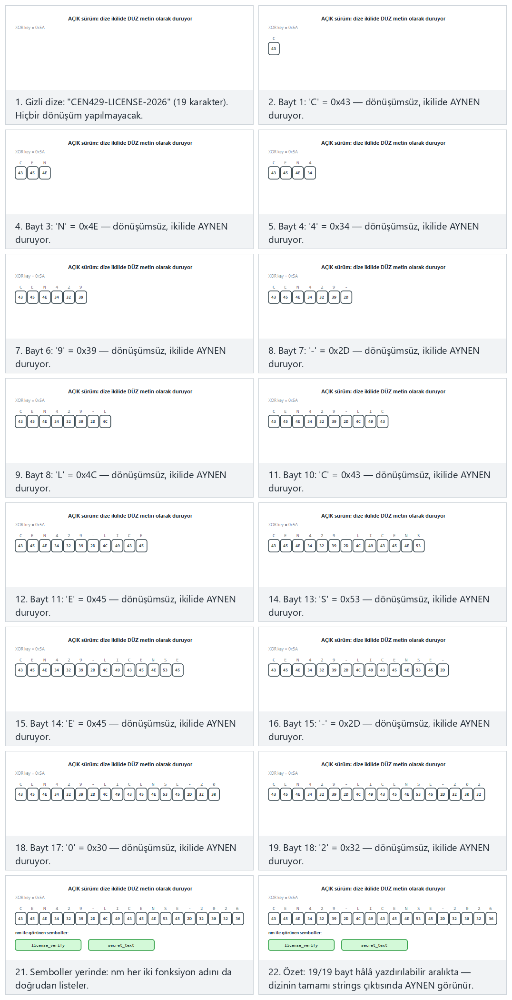 AÇIK sürüm: dize ikilide DÜZ metin olarak duruyor
XOR key = 0x5A
1. Gizli dize: "CEN429-LICENSE-2026" (19 karakter).
Hiçbir dönüşüm yapılmayacak.
AÇIK sürüm: dize ikilide DÜZ metin olarak duruyor
XOR key = 0x5A
C
43
2. Bayt 1: 'C' = 0x43 — dönüşümsüz, ikilide AYNEN
duruyor.
AÇIK sürüm: dize ikilide DÜZ metin olarak duruyor
XOR key = 0x5A
C E N
43 45 4E
4. Bayt 3: 'N' = 0x4E — dönüşümsüz, ikilide AYNEN
duruyor.
AÇIK sürüm: dize ikilide DÜZ metin olarak duruyor
XOR key = 0x5A
C E N 4
43 45 4E 34
5. Bayt 4: '4' = 0x34 — dönüşümsüz, ikilide AYNEN
duruyor.
AÇIK sürüm: dize ikilide DÜZ metin olarak duruyor
XOR key = 0x5A
C E N 4 2 9
43 45 4E 34 32 39
7. Bayt 6: '9' = 0x39 — dönüşümsüz, ikilide AYNEN
duruyor.
AÇIK sürüm: dize ikilide DÜZ metin olarak duruyor
XOR key = 0x5A
C E N 4 2 9 -
43 45 4E 34 32 39 2D
8. Bayt 7: '-' = 0x2D — dönüşümsüz, ikilide AYNEN
duruyor.
AÇIK sürüm: dize ikilide DÜZ metin olarak duruyor
XOR key = 0x5A
C E N 4 2 9 - L
43 45 4E 34 32 39 2D 4C
9. Bayt 8: 'L' = 0x4C — dönüşümsüz, ikilide AYNEN
duruyor.
AÇIK sürüm: dize ikilide DÜZ metin olarak duruyor
XOR key = 0x5A
C E N 4 2 9 - L I C
43 45 4E 34 32 39 2D 4C 49 43
11. Bayt 10: 'C' = 0x43 — dönüşümsüz, ikilide AYNEN
duruyor.
AÇIK sürüm: dize ikilide DÜZ metin olarak duruyor
XOR key = 0x5A
C E N 4 2 9 - L I C E
43 45 4E 34 32 39 2D 4C 49 43 45
12. Bayt 11: 'E' = 0x45 — dönüşümsüz, ikilide AYNEN
duruyor.
AÇIK sürüm: dize ikilide DÜZ metin olarak duruyor
XOR key = 0x5A
C E N 4 2 9 - L I C E N S
43 45 4E 34 32 39 2D 4C 49 43 45 4E 53
14. Bayt 13: 'S' = 0x53 — dönüşümsüz, ikilide AYNEN
duruyor.
AÇIK sürüm: dize ikilide DÜZ metin olarak duruyor
XOR key = 0x5A
C E N 4 2 9 - L I C E N S E
43 45 4E 34 32 39 2D 4C 49 43 45 4E 53 45
15. Bayt 14: 'E' = 0x45 — dönüşümsüz, ikilide AYNEN
duruyor.
AÇIK sürüm: dize ikilide DÜZ metin olarak duruyor
XOR key = 0x5A
C E N 4 2 9 - L I C E N S E -
43 45 4E 34 32 39 2D 4C 49 43 45 4E 53 45 2D
16. Bayt 15: '-' = 0x2D — dönüşümsüz, ikilide AYNEN
duruyor.
AÇIK sürüm: dize ikilide DÜZ metin olarak duruyor
XOR key = 0x5A
C E N 4 2 9 - L I C E N S E - 2 0
43 45 4E 34 32 39 2D 4C 49 43 45 4E 53 45 2D 32 30
18. Bayt 17: '0' = 0x30 — dönüşümsüz, ikilide AYNEN
duruyor.
AÇIK sürüm: dize ikilide DÜZ metin olarak duruyor
XOR key = 0x5A
C E N 4 2 9 - L I C E N S E - 2 0 2
43 45 4E 34 32 39 2D 4C 49 43 45 4E 53 45 2D 32 30 32
19. Bayt 18: '2' = 0x32 — dönüşümsüz, ikilide AYNEN
duruyor.
AÇIK sürüm: dize ikilide DÜZ metin olarak duruyor
XOR key = 0x5A
C E N 4 2 9 - L I C E N S E - 2 0 2 6
43 45 4E 34 32 39 2D 4C 49 43 45 4E 53 45 2D 32 30 32 36
nm ile görünen semboller:
license_verify secret_text
21. Semboller yerinde: nm her iki fonksiyon adını da
doğrudan listeler.
AÇIK sürüm: dize ikilide DÜZ metin olarak duruyor
XOR key = 0x5A
C E N 4 2 9 - L I C E N S E - 2 0 2 6
43 45 4E 34 32 39 2D 4C 49 43 45 4E 53 45 2D 32 30 32 36
nm ile görünen semboller:
license_verify secret_text
22. Özet: 19/19 bayt hâlâ yazdırılabilir aralıkta —
dizinin tamamı strings çıktısında AYNEN görünür.